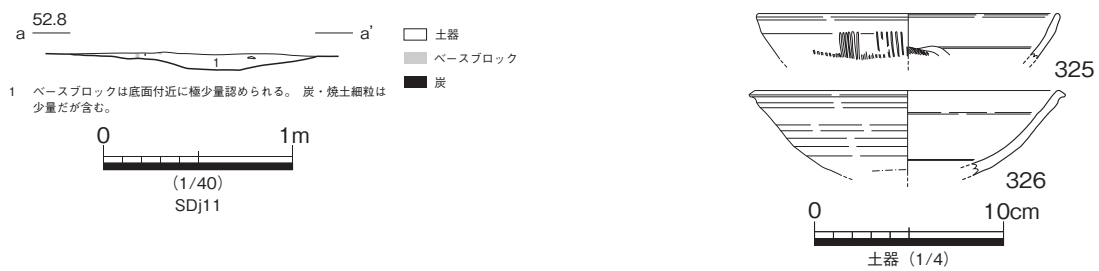 52.8
a a’
土器
ベースブロック
炭
1
1 ベースブロックは底面付近に極少量認められる。 炭・焼土細粒は
少量だが含む。
0 1m
(1/40)
SDj11
325
326
0 10cm
土器 (1/4)